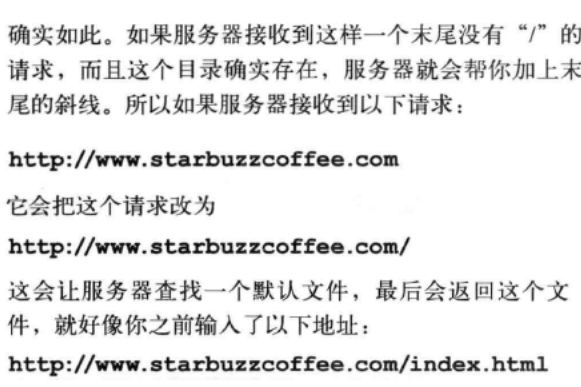 确实如此。如果服务器接收到这样一个末尾没有“/”的
请求，而且这个目录确实存在，服务器就会帮你加上末
尾的斜线。所以如果服务器接收到以下请求：
http://www.starbuzzcoffee.com
它会把这个请求改为
http://www.starbuzzcoffee.com/
这会让服务器查找一个默认文件，最后会返回这个文
件，就好像你之前输入了以下地址：
http://www.starbuzzcoffee.com/index.html